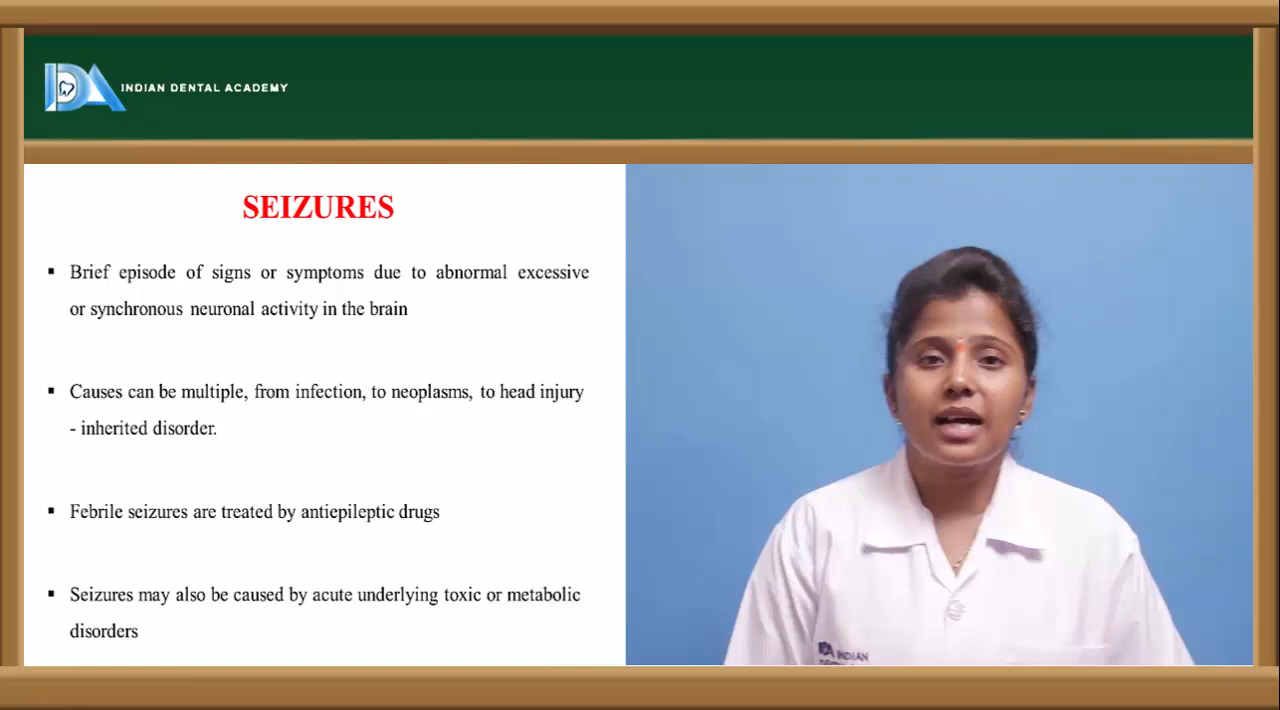 INDIAN DENTAL ACADEMY
SEIZURES
▪ Brief episode of signs or symptoms due to abnormal excessive
or synchronous neuronal activity in the brain
▪ Causes can be multiple, from infection, to neoplasms, to head injury
- inherited disorder.
▪ Febrile seizures are treated by antiepileptic drugs
▪ Seizures may also be caused by acute underlying toxic or metabolic
disorders
INDIAN